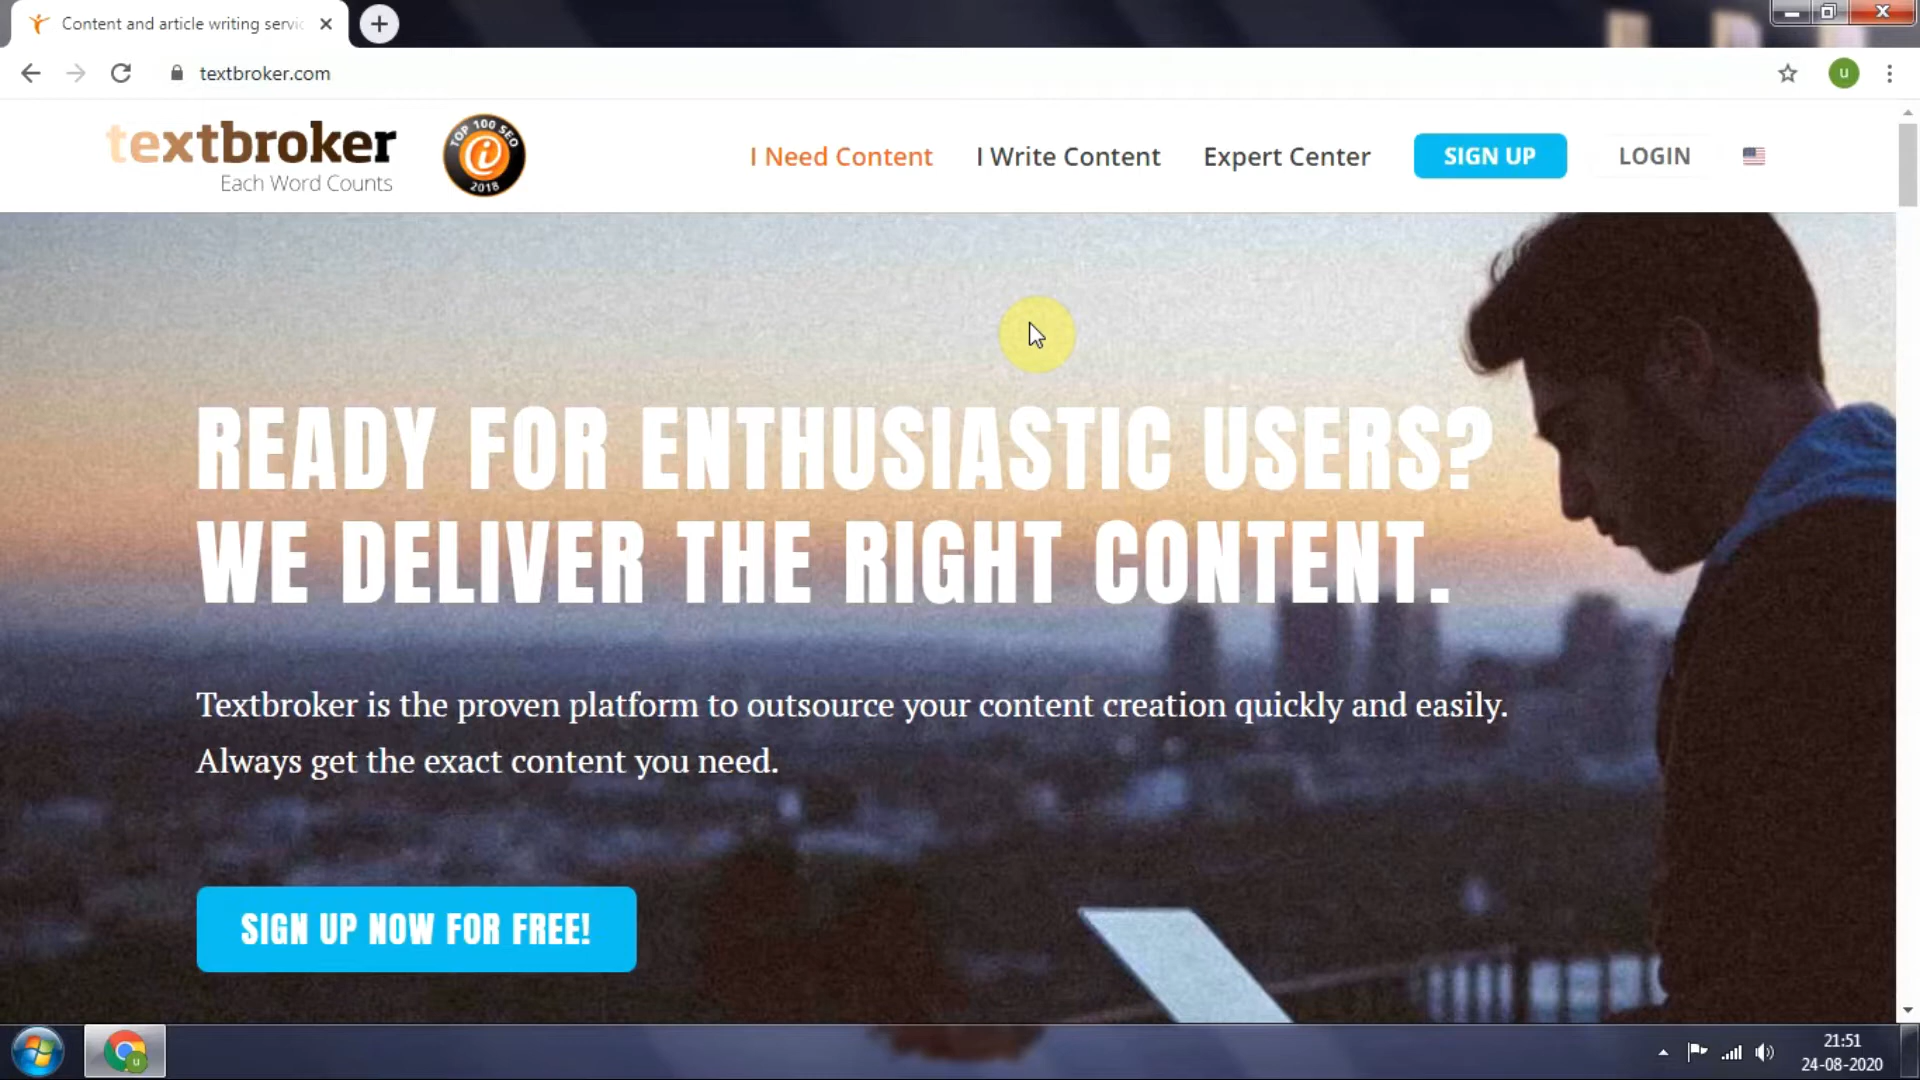 Content and article writing servic
textbroker.com
textbroker
Each Word Counts
TOP 100 SEO
2018
I Need Content
I Write Content
Expert Center
SIGN UP
LOGIN
READY FOR ENTHUSIASTIC USERS?
WE DELIVER THE RIGHT CONTENT.
Textbroker is the proven platform to outsource your content creation quickly and easily.
Always get the exact content you need.
SIGN UP NOW FOR FREE!
u
u
21:51
24-08-2020